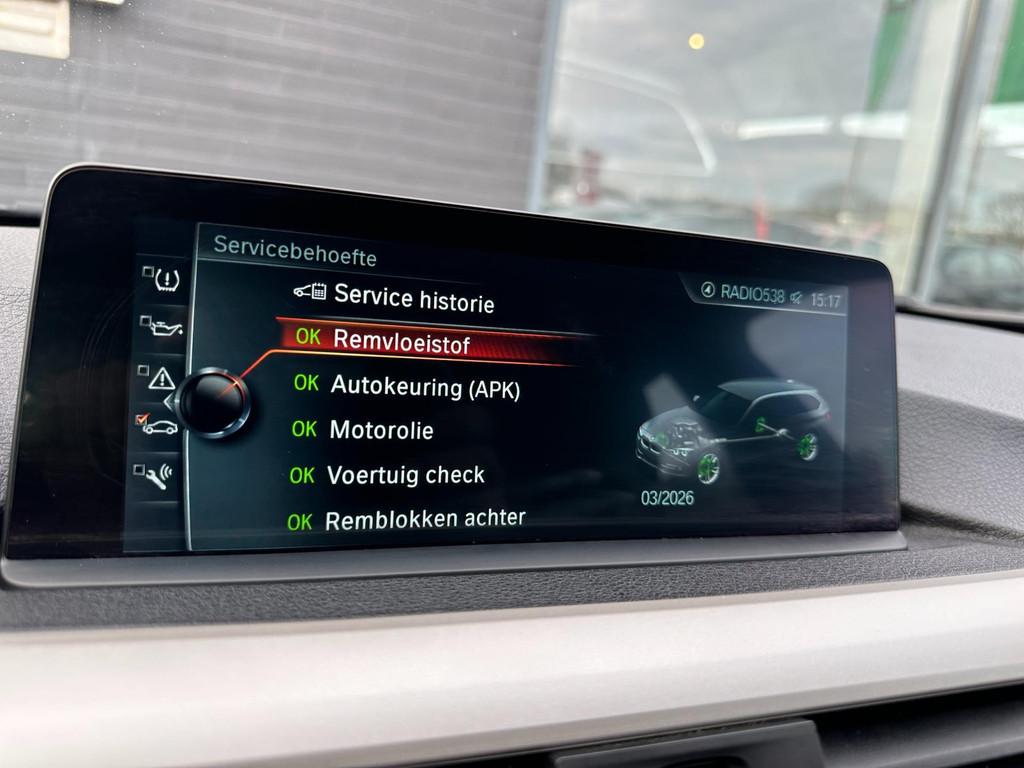 Servicebehoefte
RADIO538 15:17
Service historie
OK Remvloeistof
OK Autokeuring (APK)
OK Motorolie
OK Voertuig check
03/2026
OK Remblokken achter